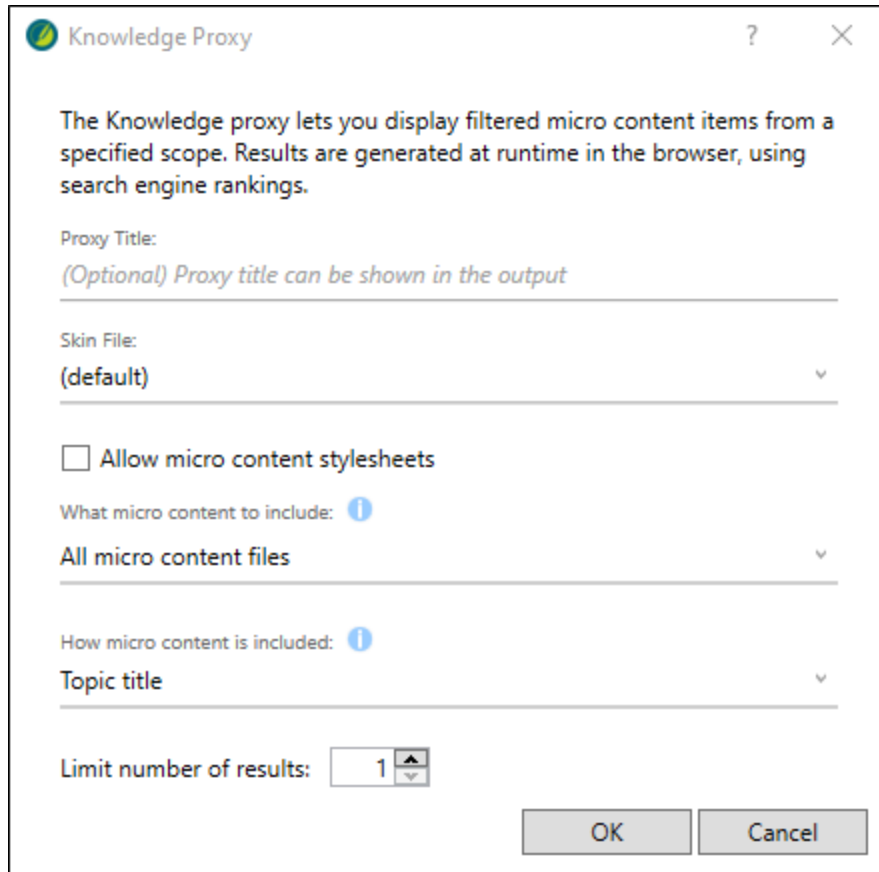 Knowledge Proxy
?
The Knowledge proxy lets you display filtered micro content items from a
specified scope. Results are generated at runtime in the browser, using
search engine rankings.
Proxy Title:
(Optional) Proxy title can be shown in the output
Skin File:
(default)
Allow micro content stylesheets
What micro content to include:
All micro content files
How micro content is included:
Topic title
Limit number of results: 1
OK Cancel